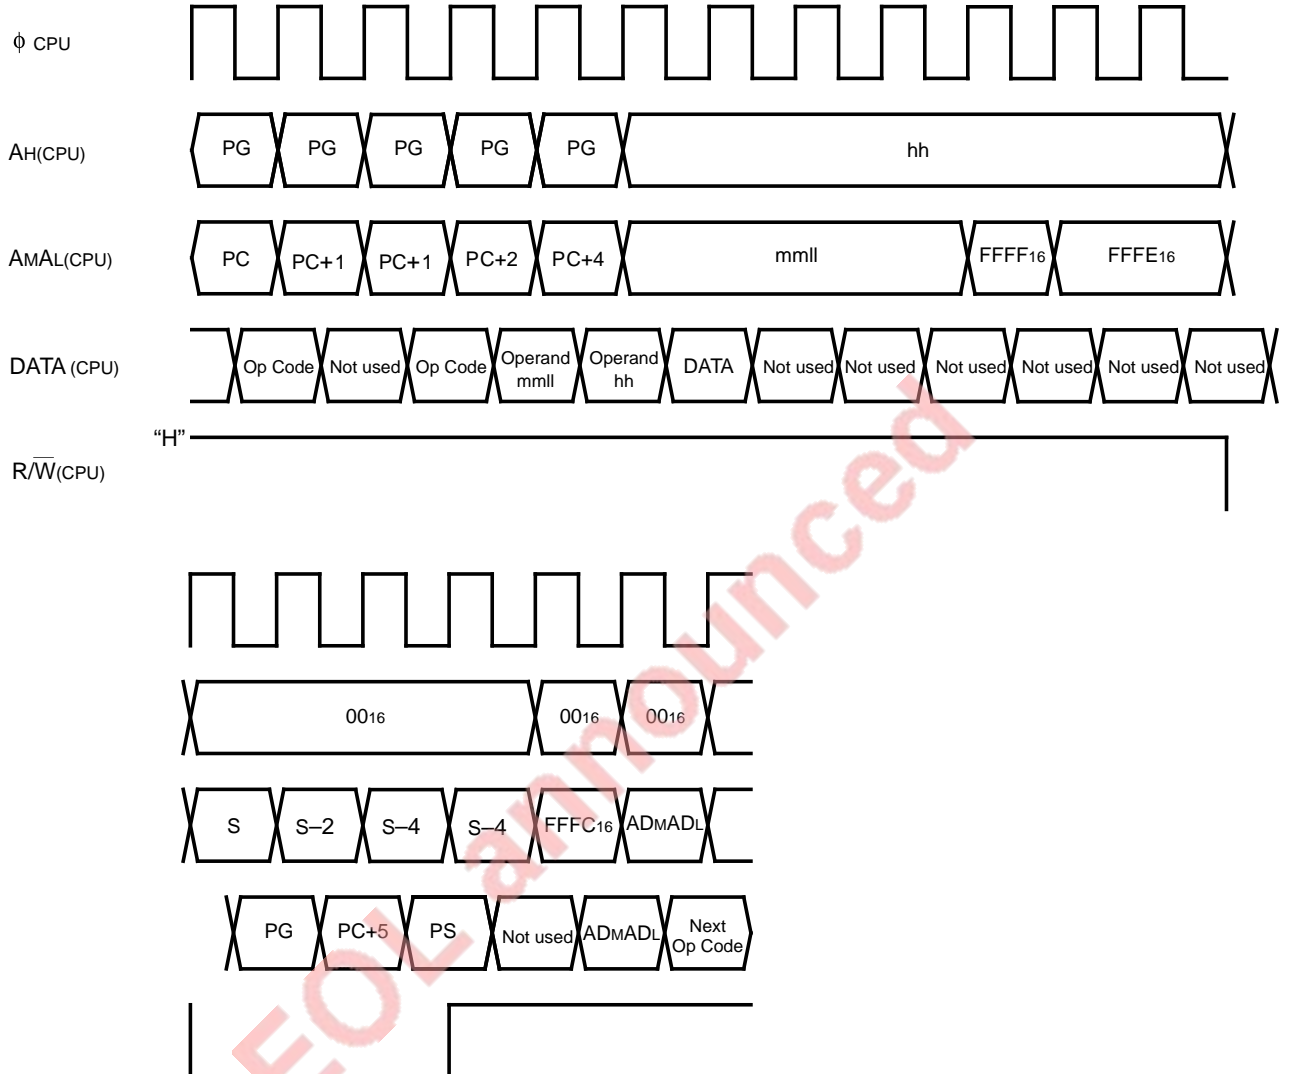 ϕ CPU
AH(CPU) PG PG PG PG PG hh
AMAL(CPU) PC PC+1 PC+1 PC+2 PC+4 mmll FFFF16 FFFE16
DATA (CPU) Op Code Not used Op Code Operand mmll Operand hh DATA Not used Not used Not used Not used Not used Not used
“H”
R/W̅(CPU)
0016 0016 0016
S S–2 S–4 S–4 FFFC16 ADMADL
PG PC+5 PS Not used ADMADL Next Op Code
EOL announced